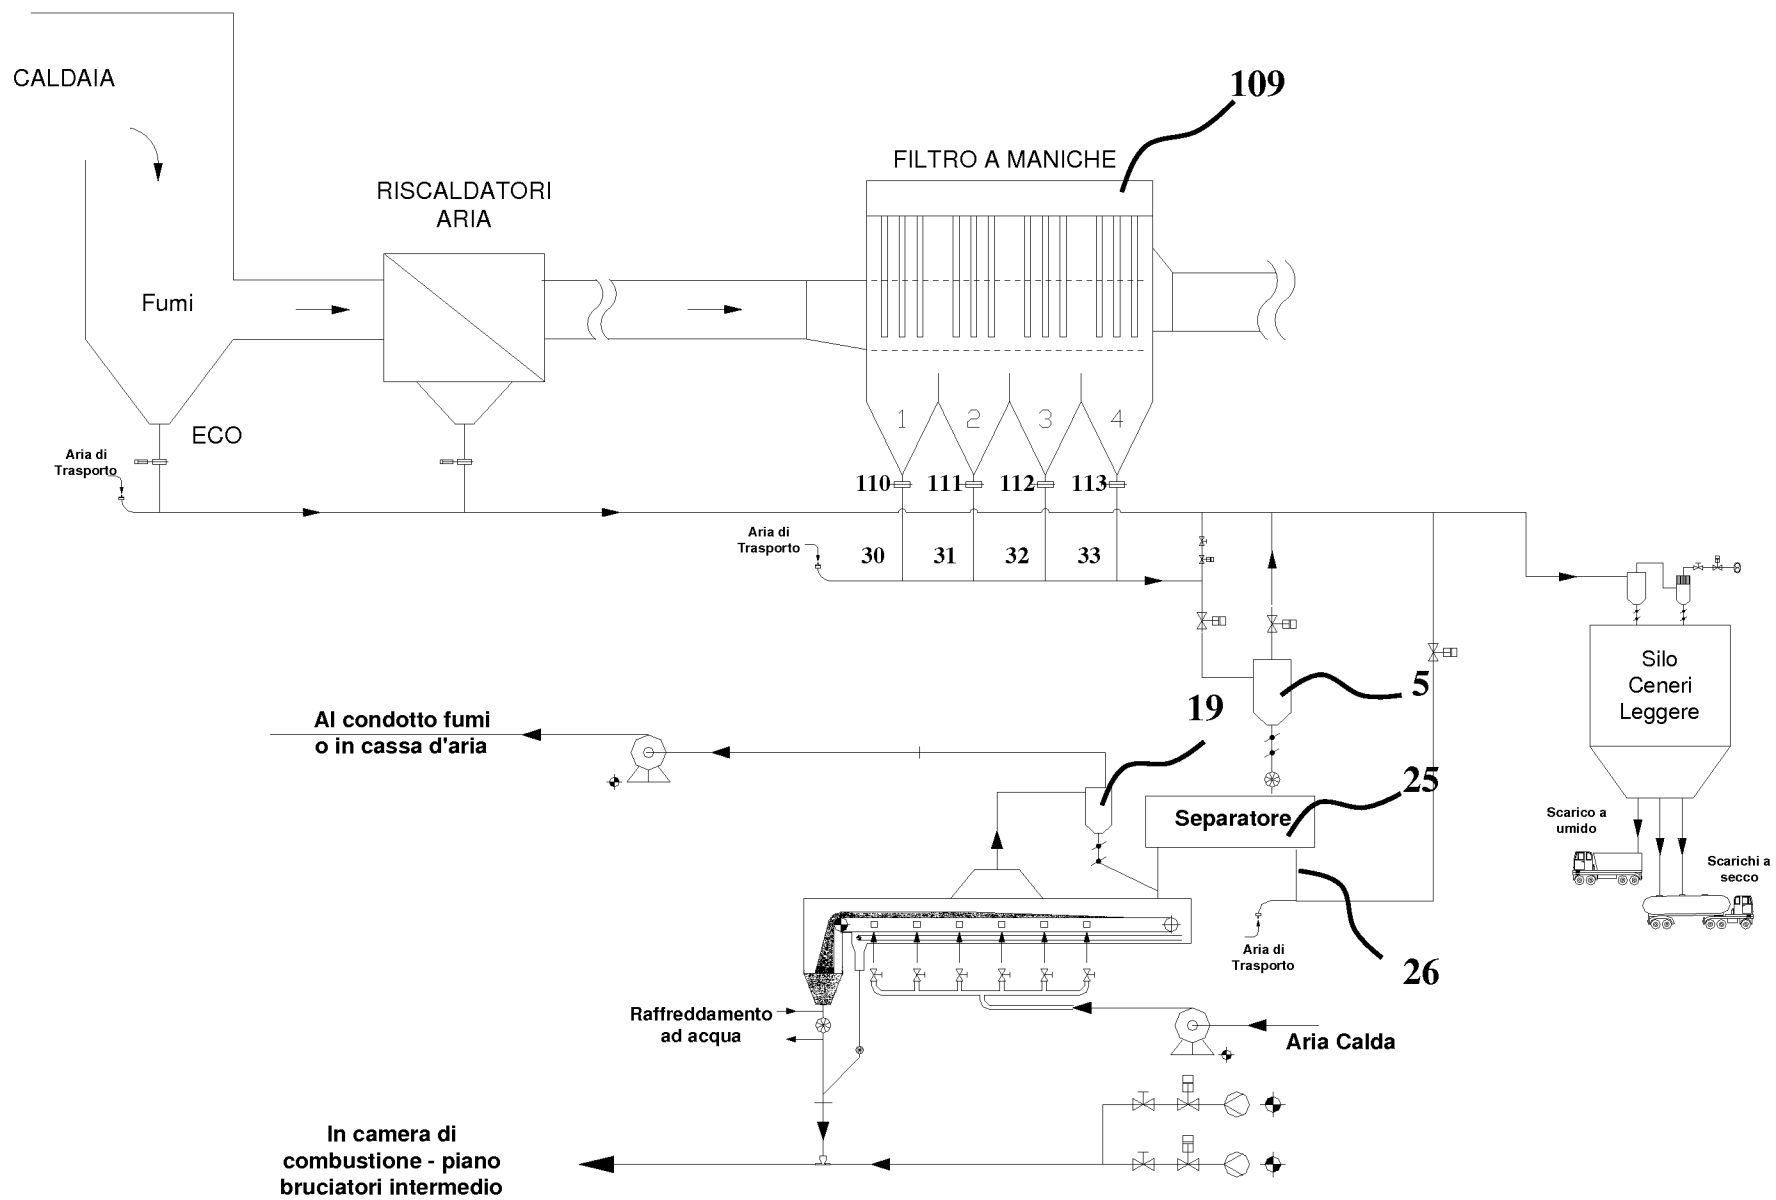 CALDAIA
109
FILTRO A MANICHE
RISCALDATORI
ARIA
Fumi
1
2
3
4
ECO
Aria di
Trasporto
110
111
112
113
Aria di
Trasporto
30
31
32
33
Silo
Ceneri
Leggere
5
19
Al condotto fumi
o in cassa d'aria
25
Separatore
Scarico a
umido
Scarichi a
secco
Aria di
Trasporto
26
Raffreddamento
ad acqua
Aria Calda
In camera di
combustione - piano
bruciatori intermedio